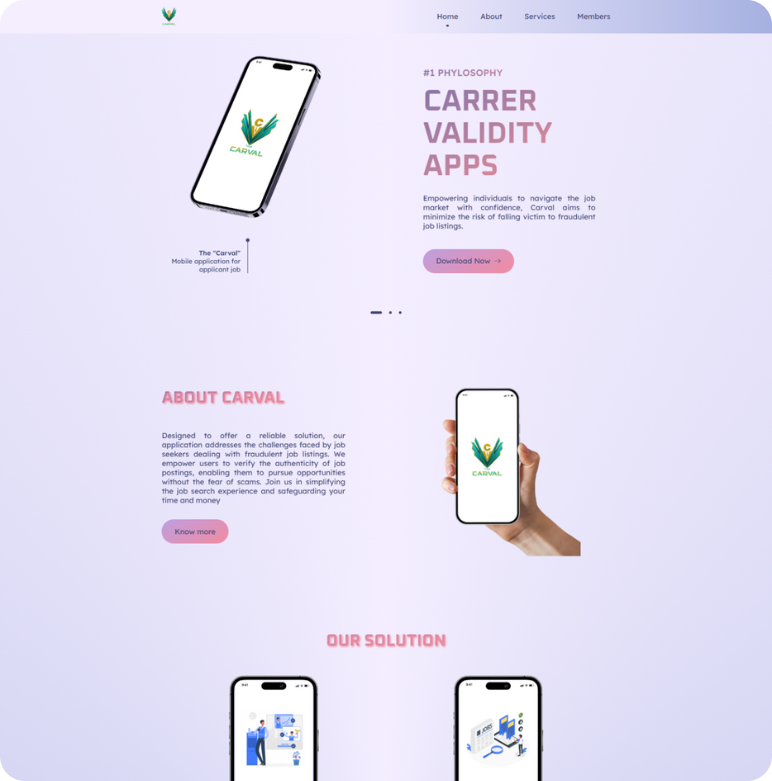 Home
About
Services
Members
#1 PHYLOSOPHY
CARRER
VALIDITY
APPS
Empowering individuals to navigate the job
market with confidence, Carval aims to
minimize the risk of falling victim to fraudulent
job listings.
Download Now →
CARVAL
The "Carval"
Mobile application for
applicant job
ABOUT CARVAL
Designed to offer a reliable solution, our
application addresses the challenges faced by job
seekers dealing with fraudulent job listings. We
empower users to verify the authenticity of job
postings, enabling them to pursue opportunities
without the fear of scams. Join us in simplifying
the job search experience and safeguarding your
time and money
Know more
C
CARVAL
OUR SOLUTION
JOBS